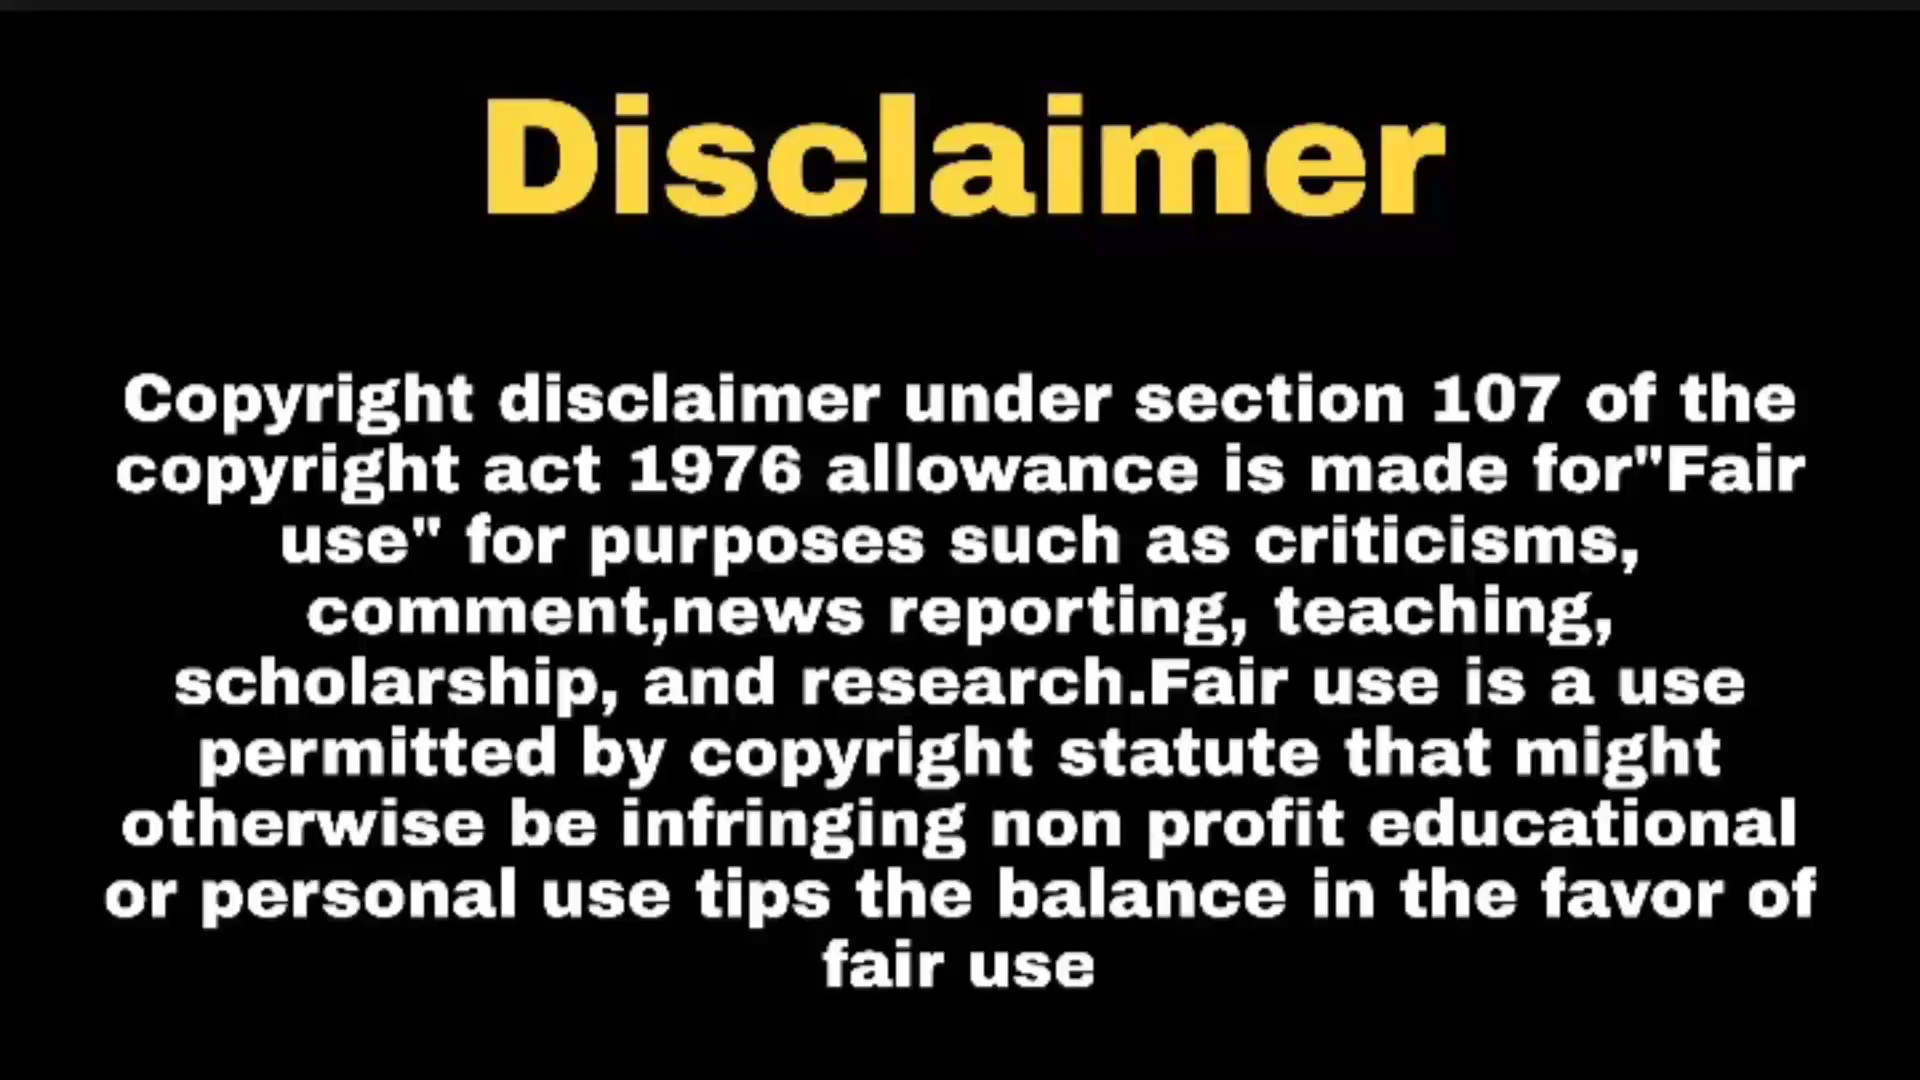 Disclaimer
Copyright disclaimer under section 107 of the
copyright act 1976 allowance is made for"Fair
use" for purposes such as criticisms,
comment,news reporting, teaching,
scholarship, and research.Fair use is a use
permitted by copyright statute that might
otherwise be infringing non profit educational
or personal use tips the balance in the favor of
fair use